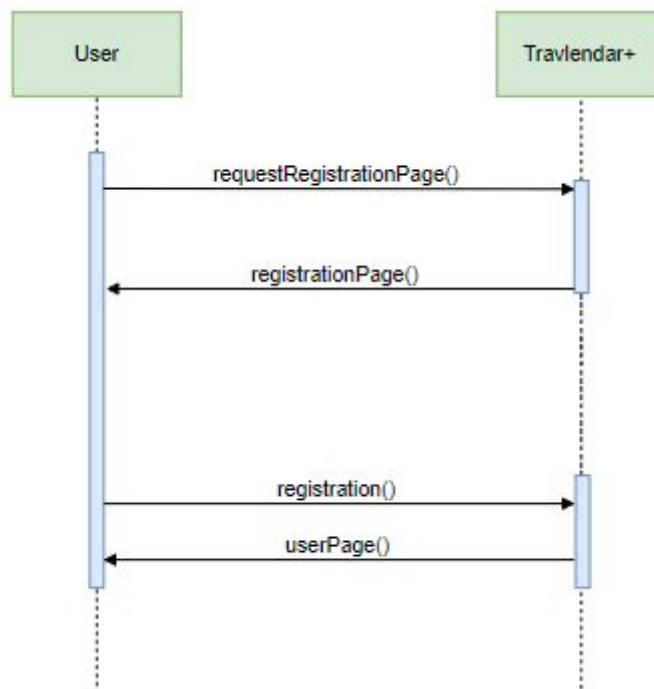 User
Travlendar+
requestRegistrationPage()
registrationPage()
registration()
userPage()